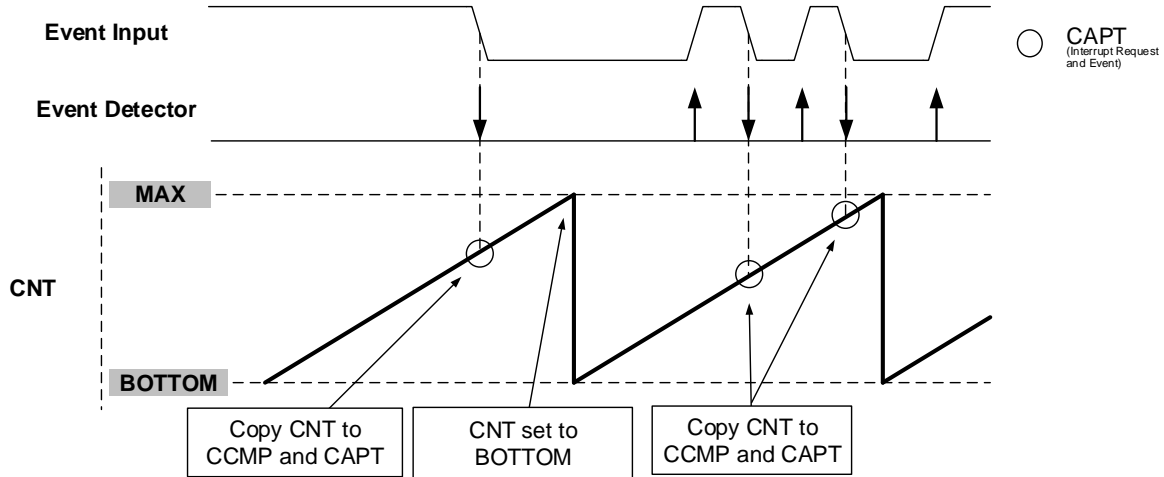 Event Input
CAPT
(Interrupt Request
and Event)
Event Detector
MAX
CNT
BOTTOM
Copy CNT to
CCMP and CAPT
CNT set to
BOTTOM
Copy CNT to
CCMP and CAPT